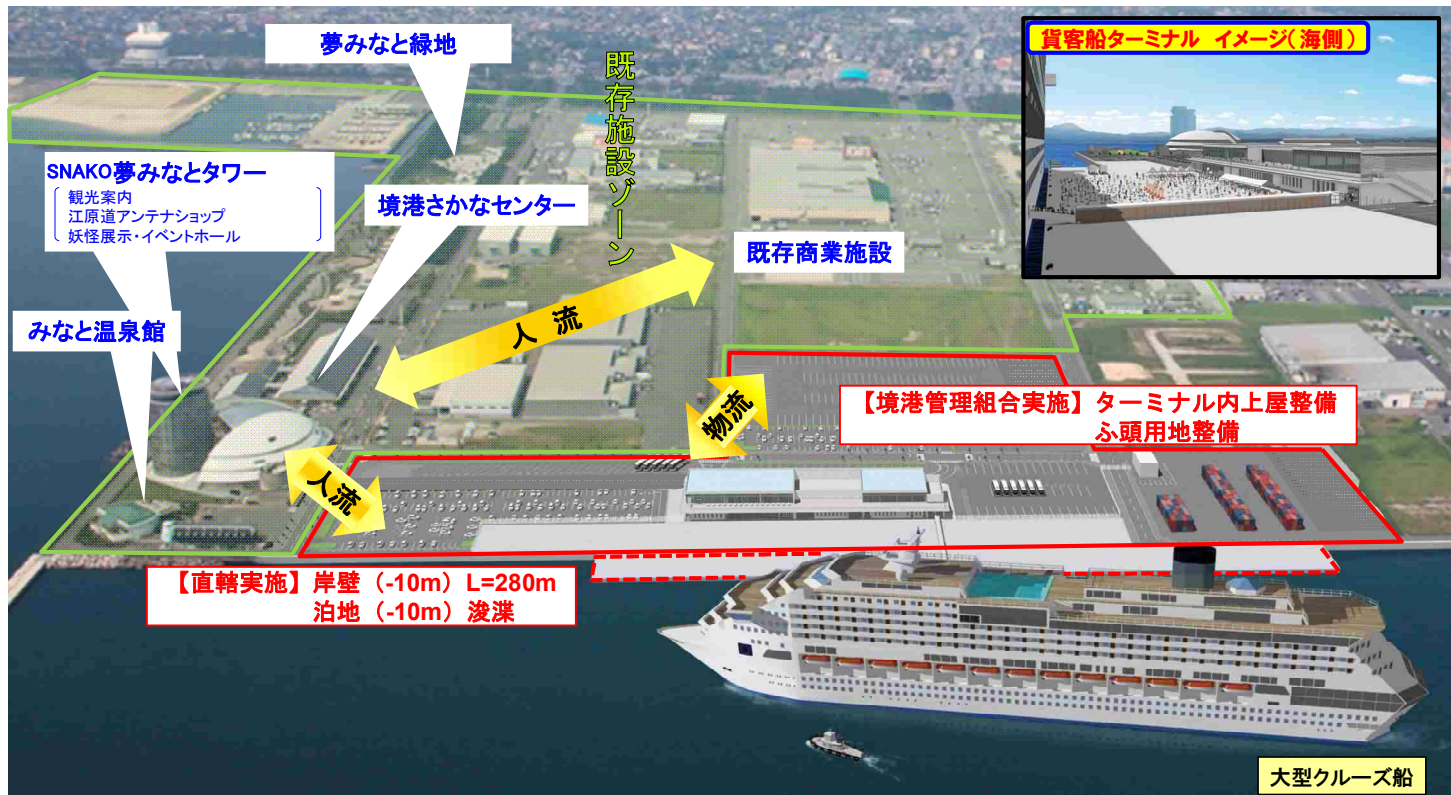 夢みなと緑地
既存施設ゾーン
貨客船ターミナル イメージ(海側)
SNAKO夢みなとタワー
観光案内
江原道アンテナショップ
妖怪展示・イベントホール
境港さかなセンター
既存商業施設
みなと温泉館
人 流
物流
【境港管理組合実施】ターミナル内上屋整備
ふ頭用地整備
人流
【直轄実施】岸壁(-10m)L=280m
泊地(-10m)浚渫
大型クルーズ船